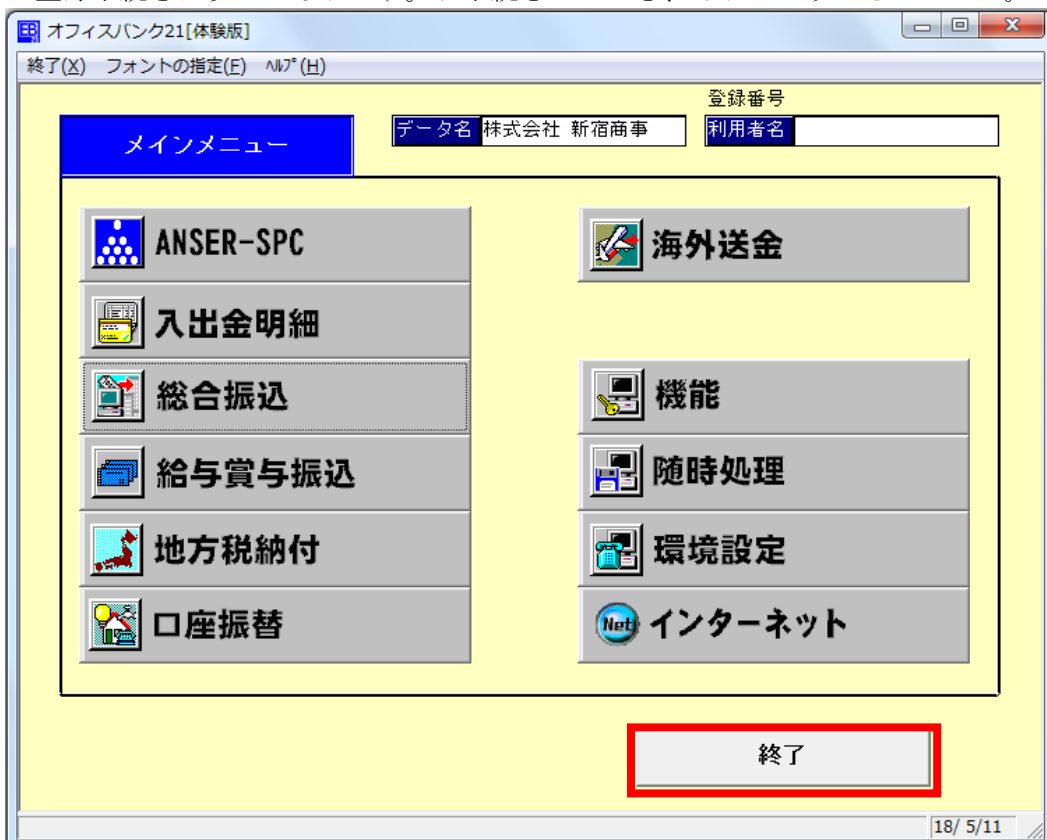 オフィスバンク21[体験版]
終了(X) フォントの指定(F) ﾍﾙﾌﾟ(H)
登録番号
メインメニュー
データ名 株式会社 新宿商事
利用者名
ANSER-SPC
海外送金
入出金明細
総合振込
機能
給与賞与振込
随時処理
地方税納付
環境設定
口座振替
Net インターネット
終了
18/ 5/11